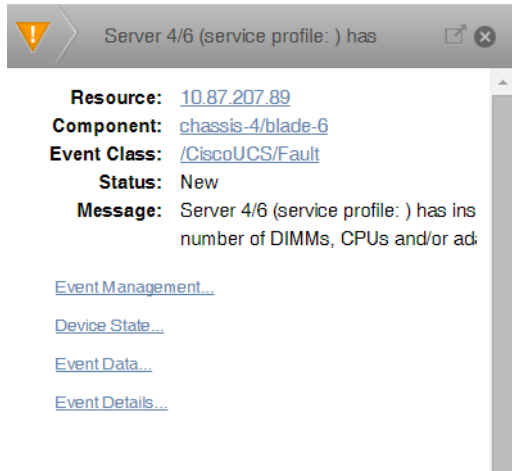 Server 4/6 (service profile: ) has
Resource: 10.87.207.89
Component: chassis-4/blade-6
Event Class: /CiscoUCS/Fault
Status: New
Message: Server 4/6 (service profile: ) has ins
number of DIMMs, CPUs and/or ad
Event Management...
Device State...
Event Data...
Event Details...